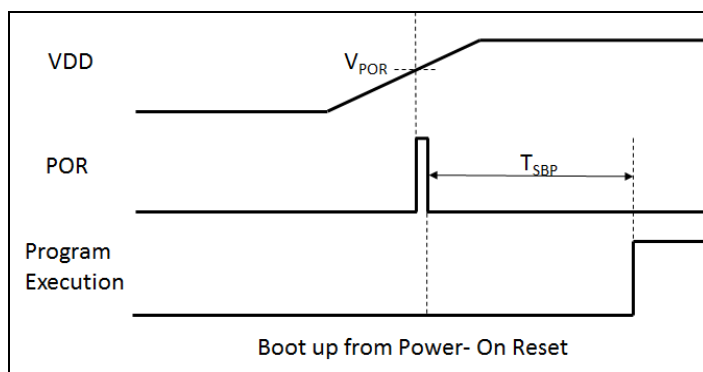 VDD
VPOR
POR
TSBP
Program
Execution
Boot up from Power- On Reset